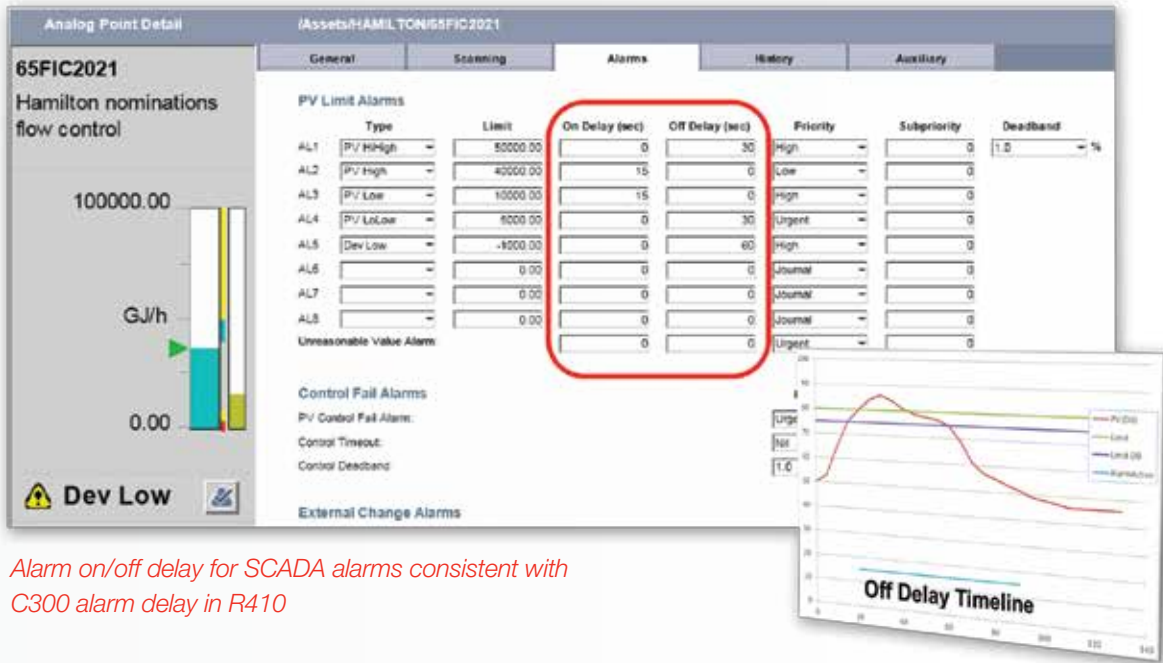 Analog Point Detail
/Assets/HAMILTON/65FIC2021
65FIC2021
Hamilton nominations
flow control
100000.00
GJ/h
0.00
Dev Low
General Scanning Alarms History Auxiliary
PV Limit Alarms
Type Limit On Delay (sec) Off Delay (sec) Priority Subpriority Deadband
AL1 PV HiHigh 50000.00 0 30 High 0 1.0 %
AL2 PV High 40000.00 15 0 Low 0
AL3 PV Low 10000.00 15 0 High 0
AL4 PV LoLow 5000.00 0 30 Urgent 0
AL5 Dev Low -1000.00 0 60 High 0
AL6 0.00 0 0 Journal 0
AL7 0.00 0 0 Journal 0
AL8 0.00 0 0 Journal 0
Unreasonable Value Alarm: 0 0 Urgent 0
Control Fail Alarms
PV Control Fail Alarm:
Control Timeout: Nil
Control Deadband 1.0
External Change Alarms
Limit
Limit DB
Off Delay Timeline
Alarm on/off delay for SCADA alarms consistent with
C300 alarm delay in R410